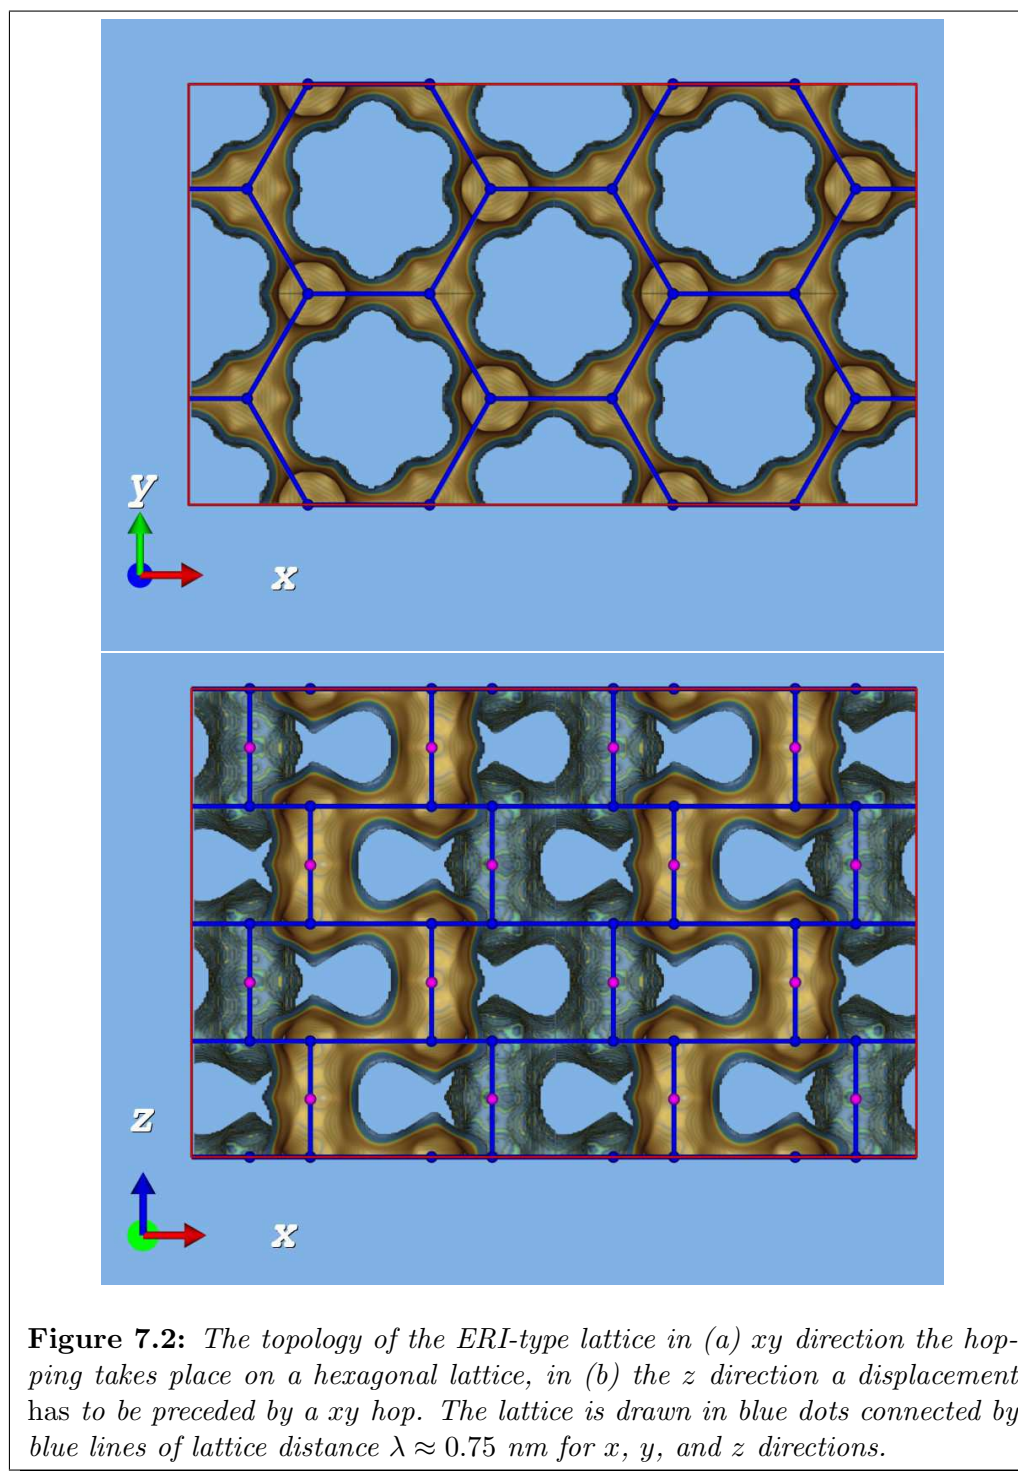 y
x
z
x
Figure 7.2: The topology of the ERI-type lattice in (a) xy direction the hop-
ping takes place on a hexagonal lattice, in (b) the z direction a displacement
has to be preceded by a xy hop. The lattice is drawn in blue dots connected by
blue lines of lattice distance λ ≈ 0.75 nm for x, y, and z directions.